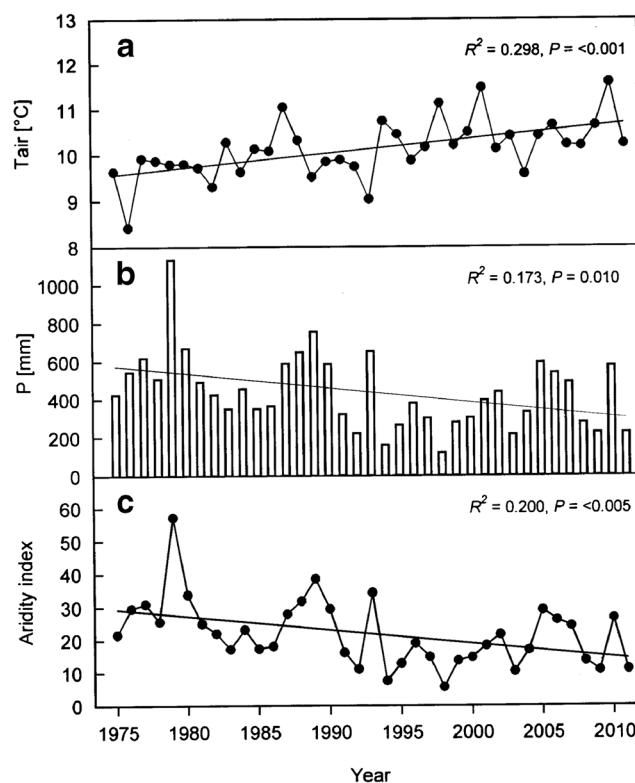 13
a
R² = 0.298, P = <0.001
12
11
Tair [°C]
10
9
8
b
R² = 0.173, P = 0.010
1000
800
P [mm]
600
400
200
0
c
R² = 0.200, P = <0.005
60
50
Aridity index
40
30
20
10
0
1975 1980 1985 1990 1995 2000 2005 2010
Year